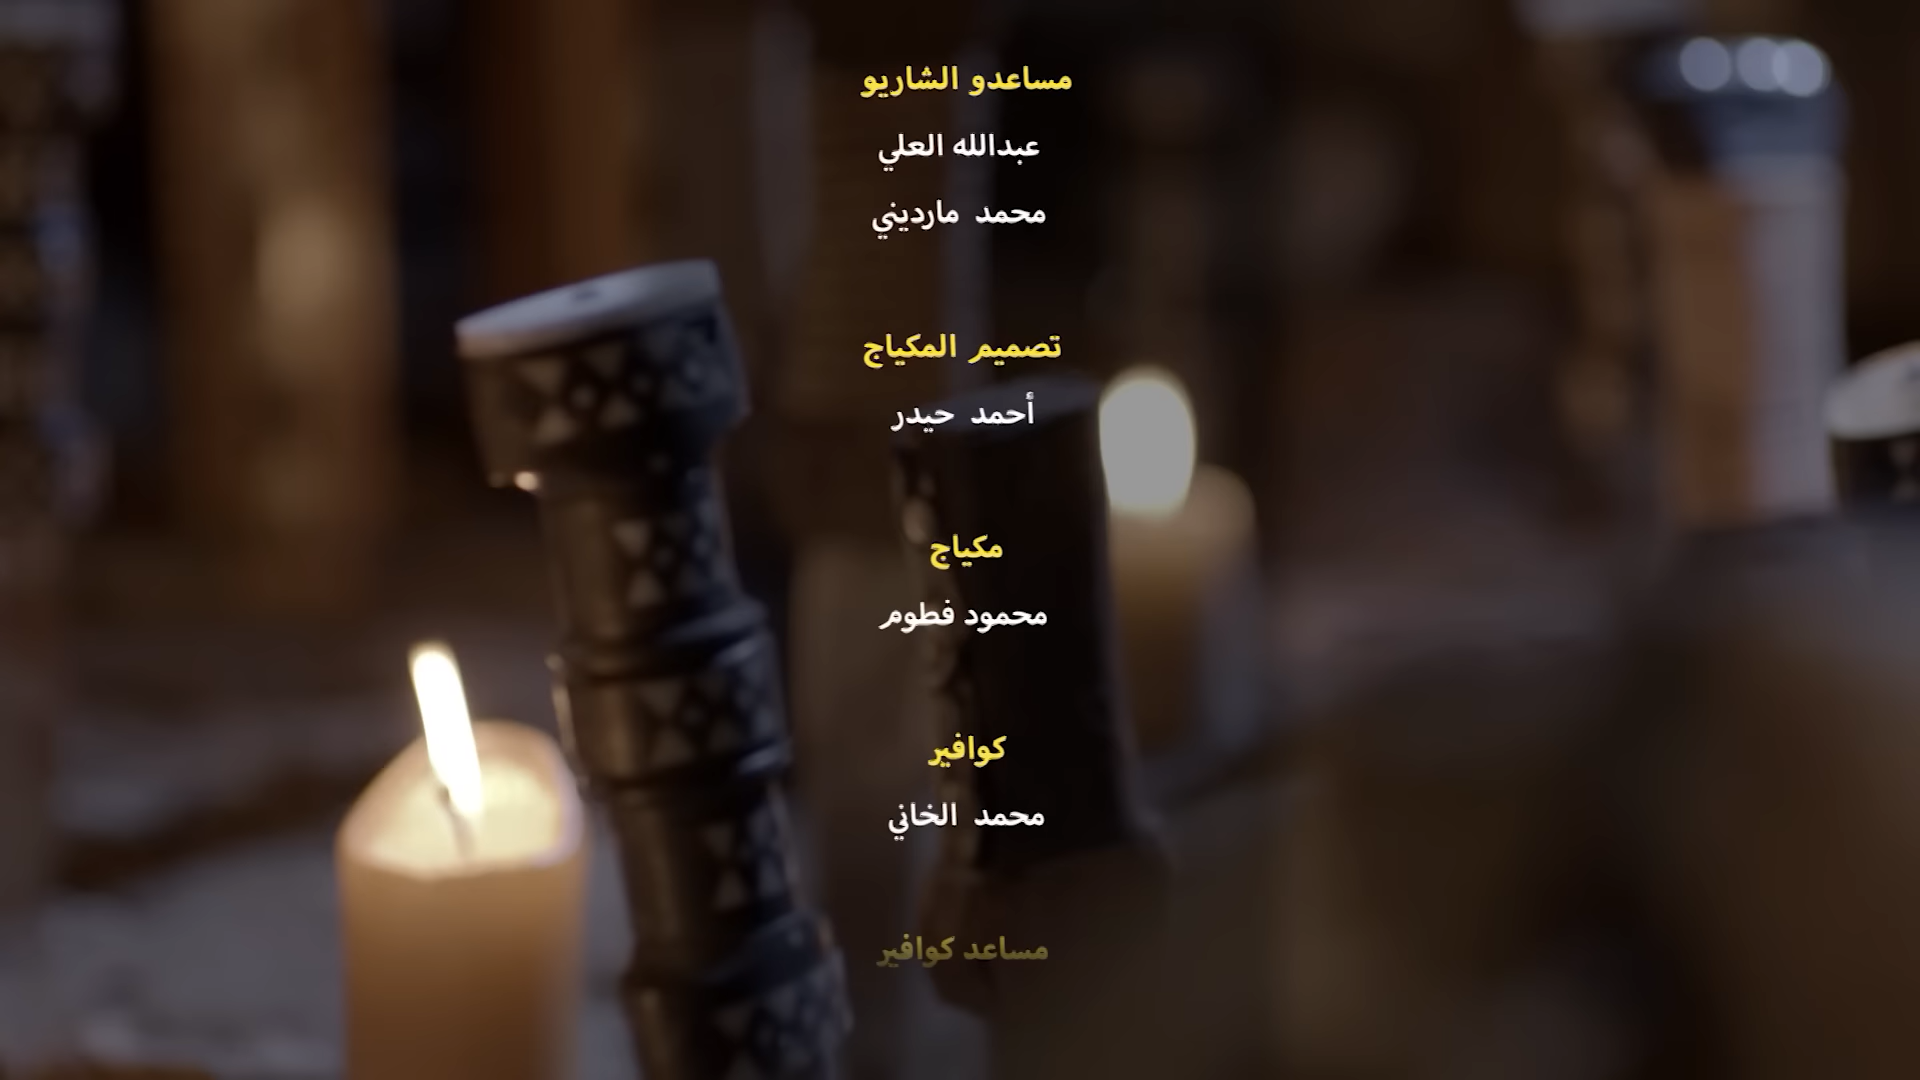 مساعدو الشاريو
عبدالله العلي
محمد مارديني
تصميم المكياج
أحمد حيدر
مكياج
محمود فطوم
كوافير
محمد الخاني
مساعد كوافير